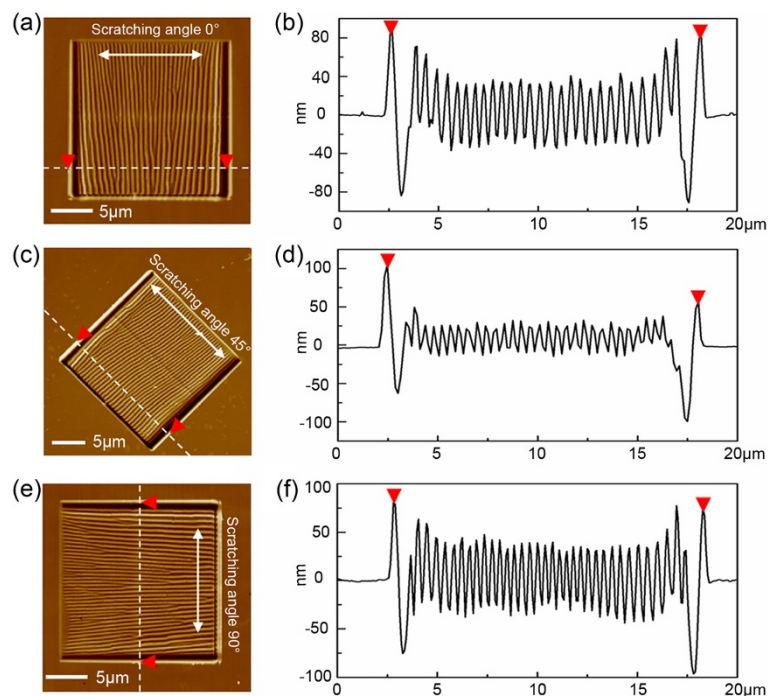 (a)
Scratching angle 0°
5μm
(b)
80
40
0
-40
-80
nm
0
5
10
15
20μm
(c)
Scratching angle 45°
5μm
(d)
100
50
0
-50
-100
nm
0
5
10
15
20μm
(e)
Scratching angle 90°
5μm
(f)
100
50
0
-50
-100
nm
0
5
10
15
20μm